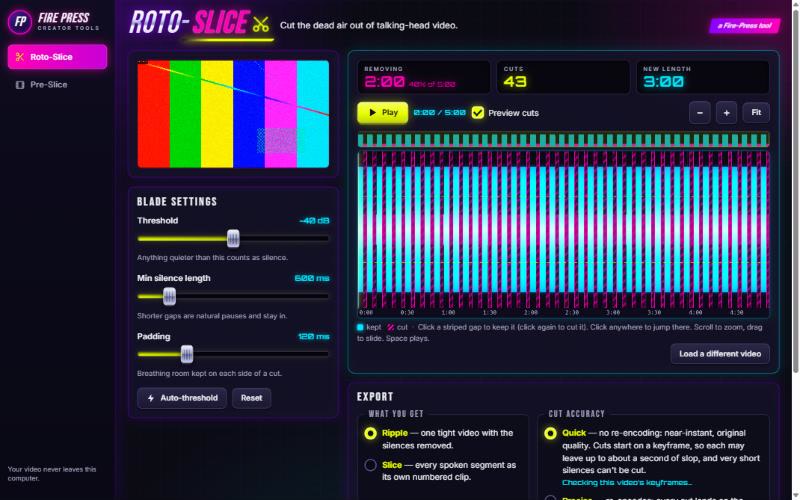 FP
FIRE PRESS
CREATOR TOOLS
Roto-Slice
Pre-Slice
Your video never leaves this
computer.
ROTO-SLICE
Cut the dead air out of talking-head video.
a Fire-Press tool
BLADE SETTINGS
Threshold
-40 dB
Anything quieter than this counts as silence.
Min silence length
600 ms
Shorter gaps are natural pauses and stay in.
Padding
120 ms
Breathing room kept on each side of a cut.
Auto-threshold
Reset
REMOVING
2:00 40% of 5:00
CUTS
43
NEW LENGTH
3:00
Play
0:00 / 5:00
Preview cuts
−
+
Fit
0:00 0:30 1:00 1:30 2:00 2:30 3:00 3:30 4:00 4:30
kept cut · Click a striped gap to keep it (click again to cut it). Click anywhere to jump there. Scroll to zoom, drag
to slide. Space plays.
Load a different video
EXPORT
WHAT YOU GET
Ripple — one tight video with the
silences removed.
Slice — every spoken segment as
its own numbered clip.
CUT ACCURACY
Quick — no re-encoding: near-instant, original
quality. Cuts start on a keyframe, so each may
leave up to about a second of slop, and very short
silences can't be cut.
Checking this video's keyframes…